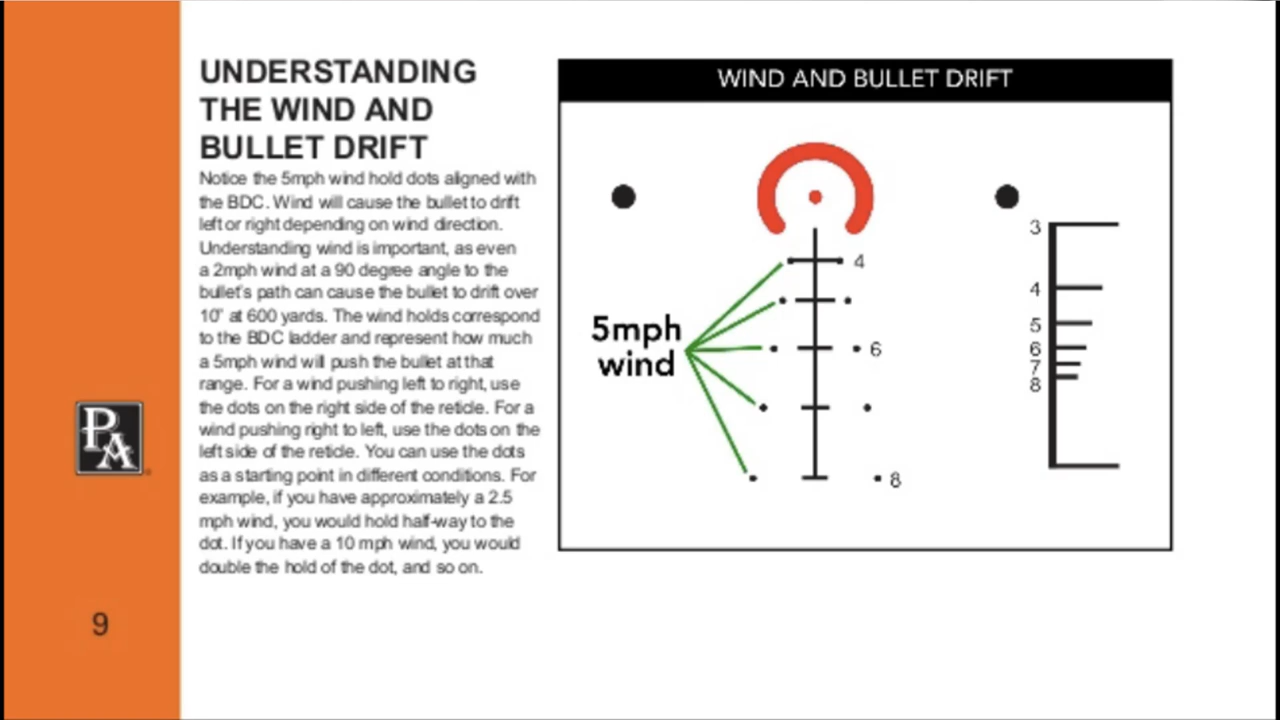 UNDERSTANDING
THE WIND AND
BULLET DRIFT
Notice the 5mph wind hold dots aligned with
the BDC. Wind will cause the bullet to drift
left or right depending on wind direction.
Understanding wind is important, as even
a 2mph wind at a 90 degree angle to the
bullet's path can cause the bullet to drift over
10" at 600 yards. The wind holds correspond
to the BDC ladder and represent how much
a 5mph wind will push the bullet at that
range. For a wind pushing left to right, use
the dots on the right side of the reticle. For a
wind pushing right to left, use the dots on the
left side of the reticle. You can use the dots
as a starting point in different conditions. For
example, if you have approximately a 2.5
mph wind, you would hold half-way to the
dot. If you have a 10 mph wind, you would
double the hold of the dot, and so on.
PA
9
WIND AND BULLET DRIFT
5mph
wind
4
6
8
3
4
5
6
7
8